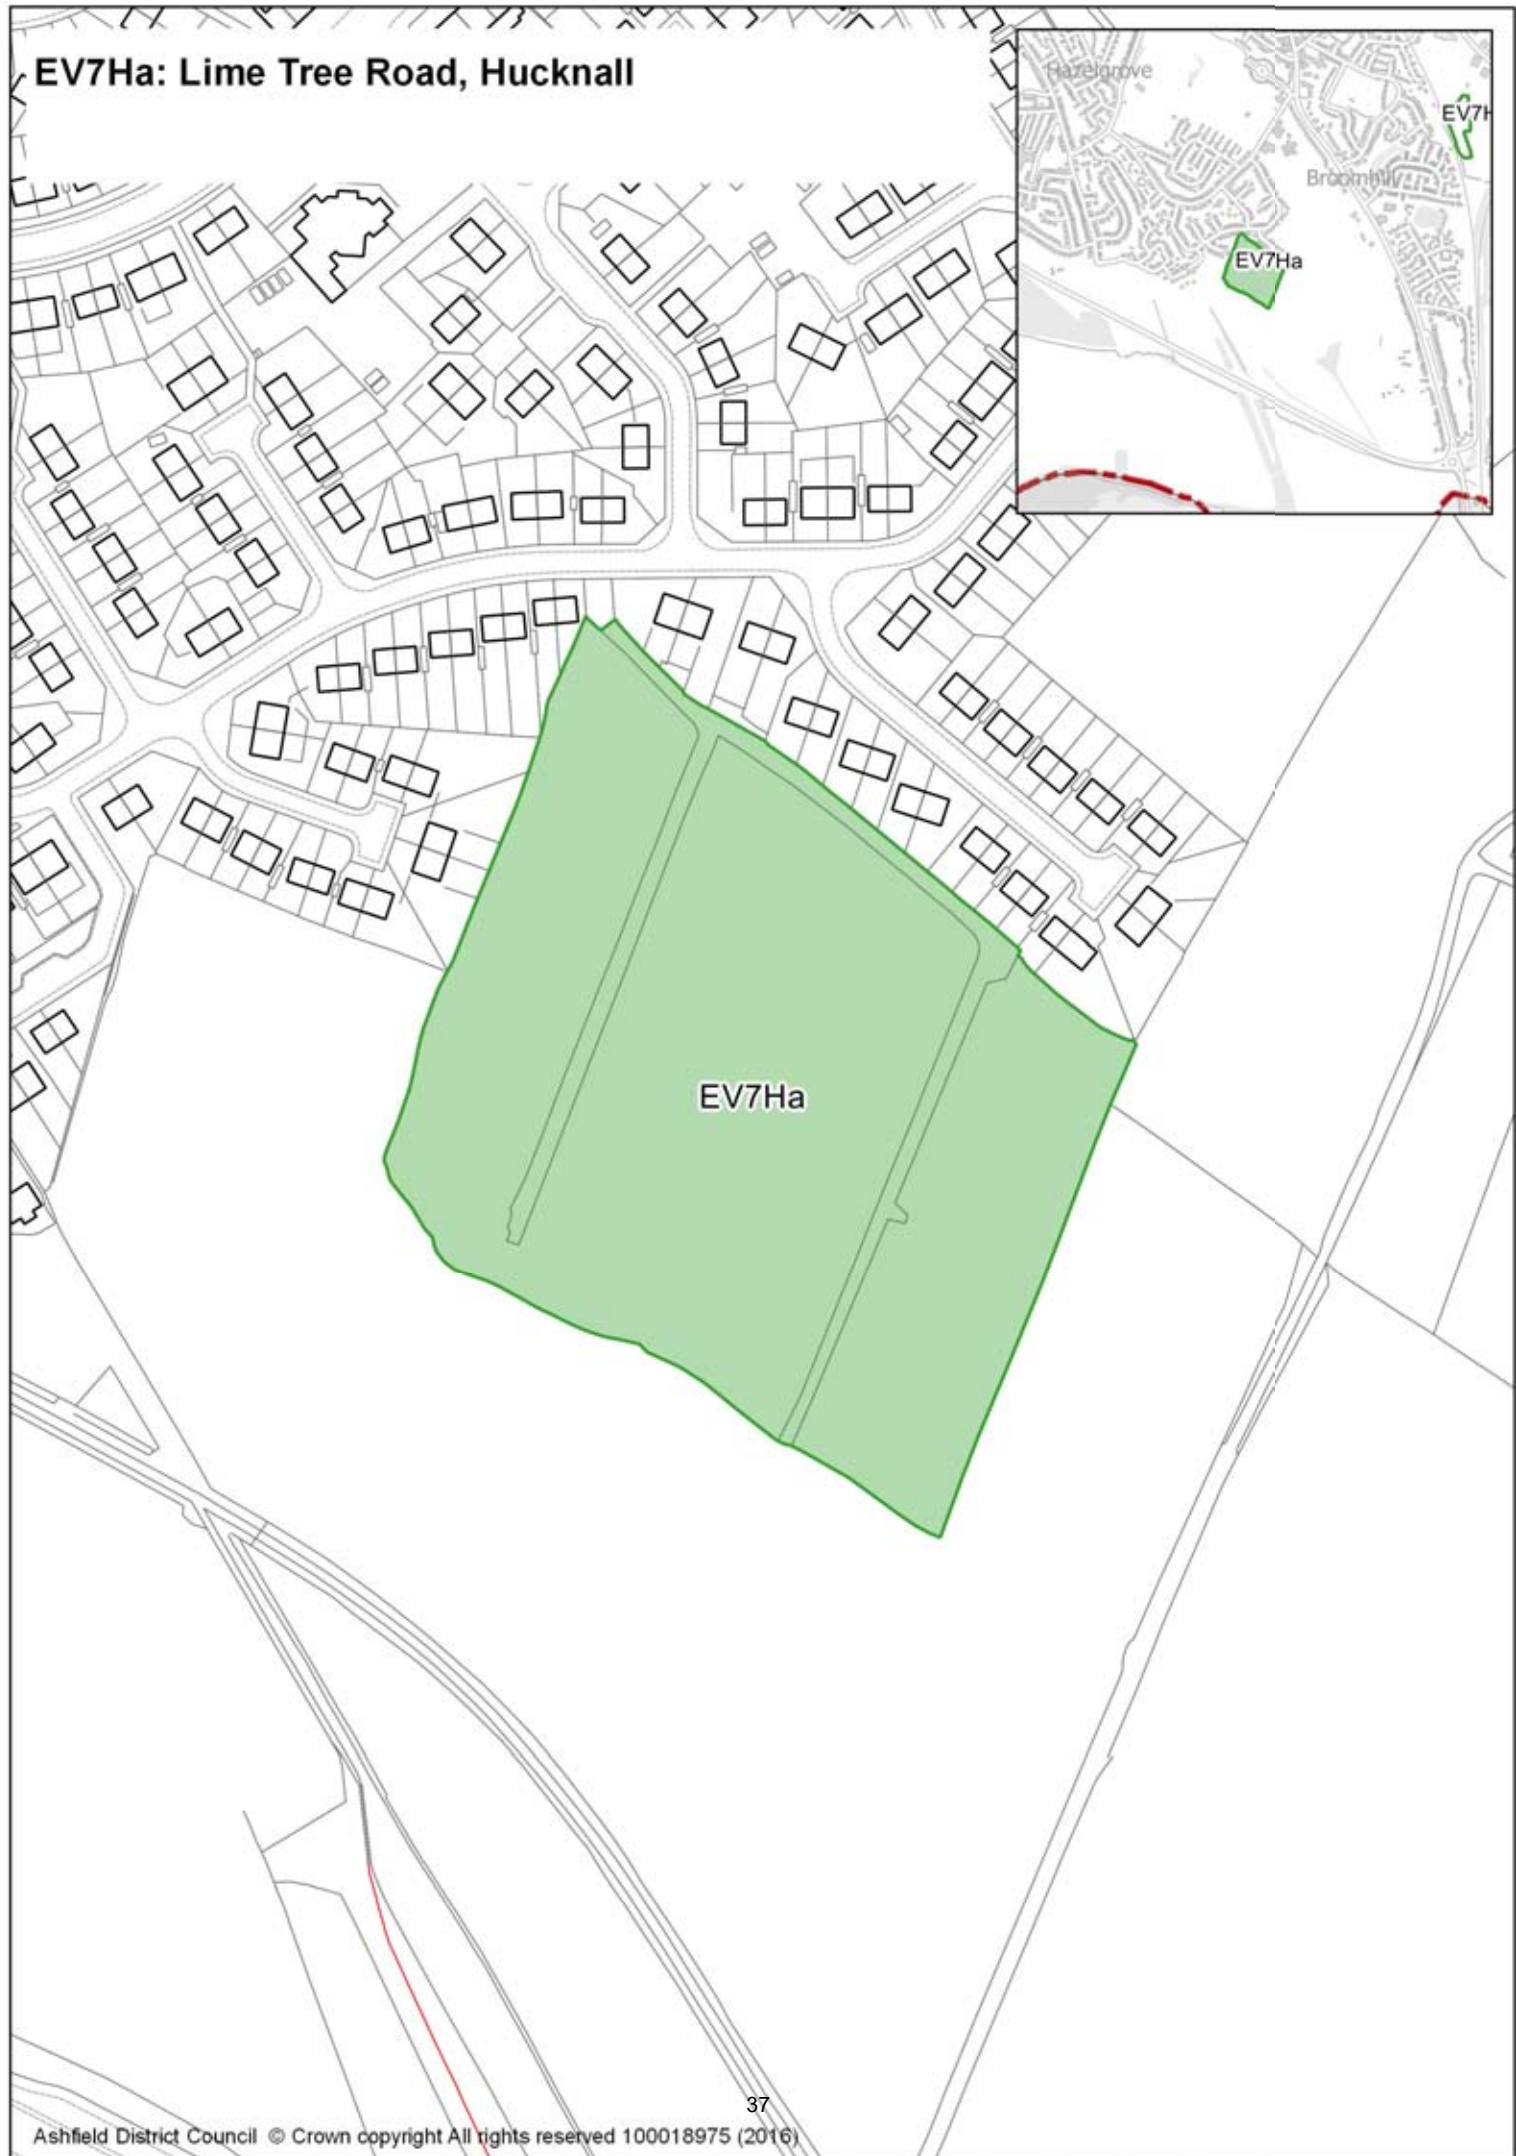 EV7Ha: Lime Tree Road, Hucknall
Hazelgrove
EV7H
Broomhill
EV7Ha
EV7Ha
37
Ashfield District Council © Crown copyright All rights reserved 100018975 (2016)